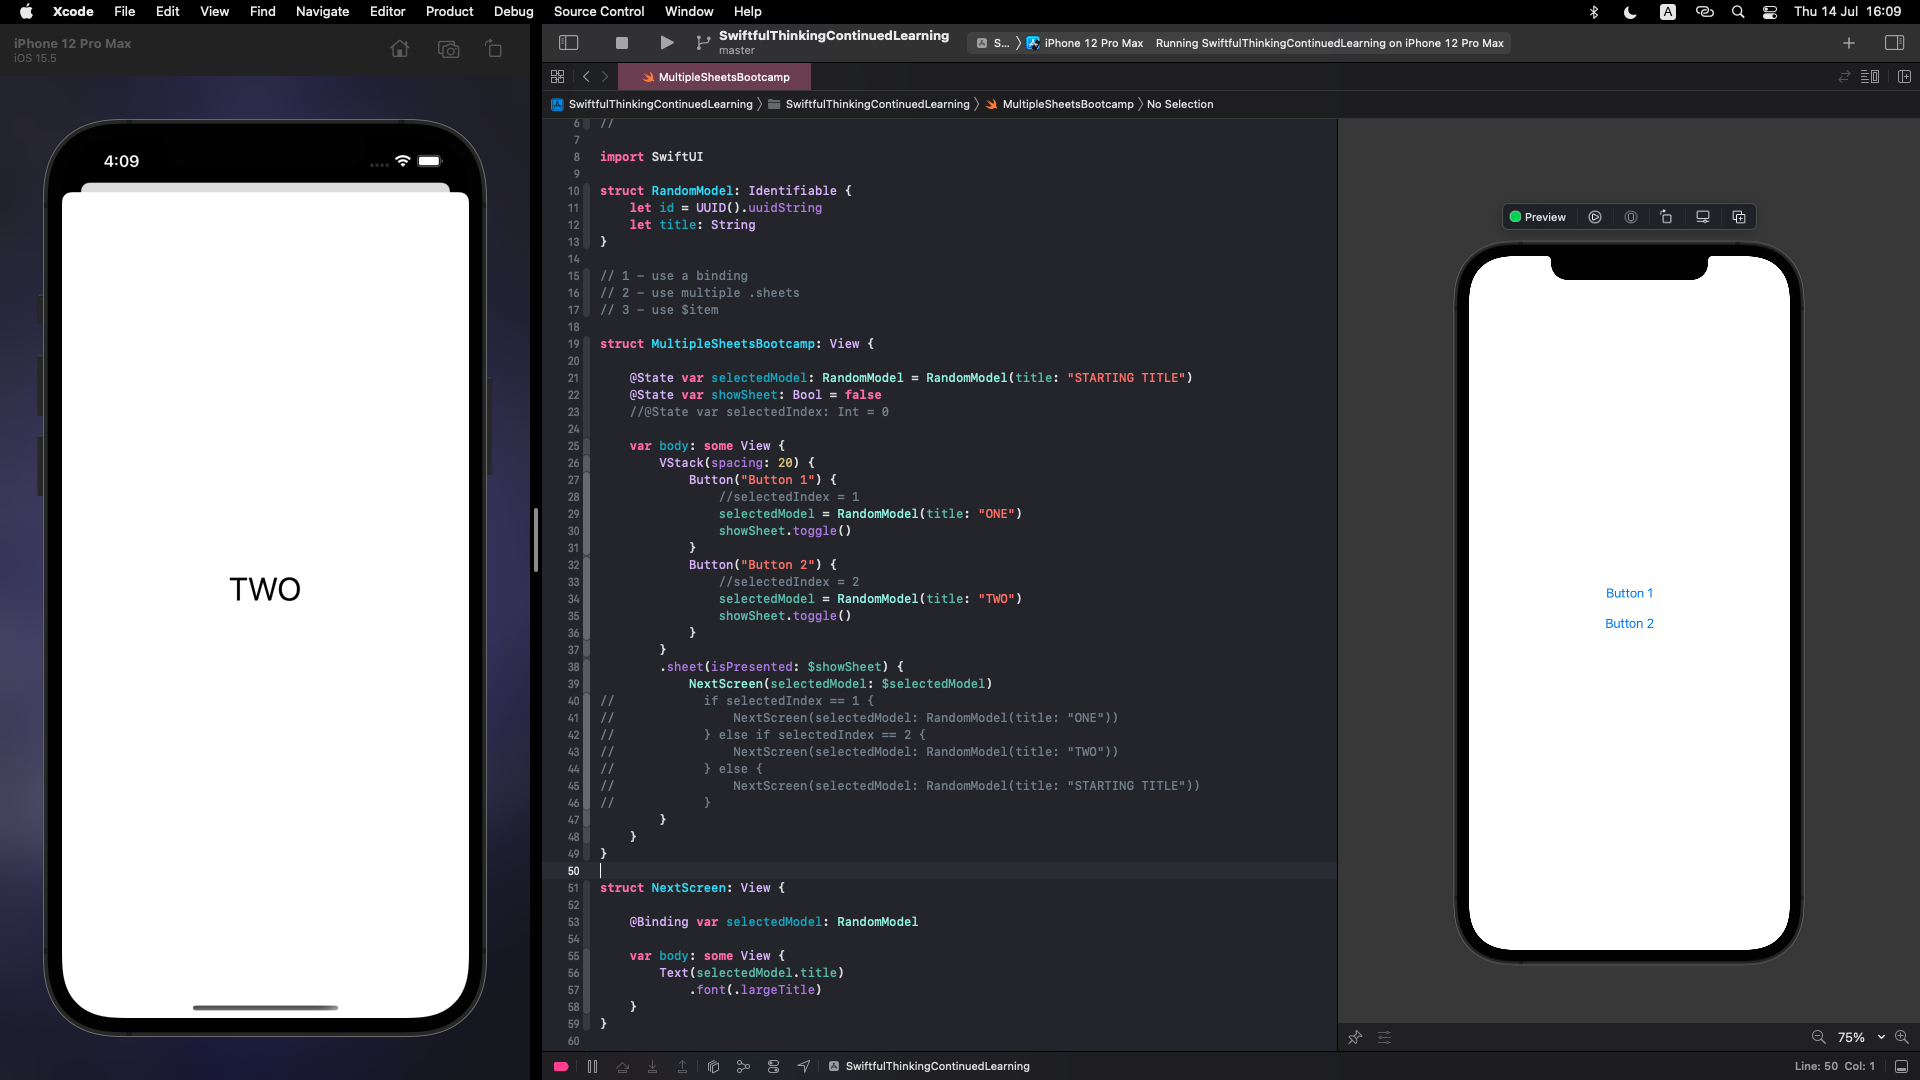 Xcode File Edit View Find Navigate Editor Product Debug Source Control Window Help
A Thu 14 Jul 16:09
iPhone 12 Pro Max
iOS 15.5
SwiftfulThinkingContinuedLearning
master
S... 〉 iPhone 12 Pro Max Running SwiftfulThinkingContinuedLearning on iPhone 12 Pro Max
MultipleSheetsBootcamp
SwiftfulThinkingContinuedLearning 〉 SwiftfulThinkingContinuedLearning 〉 MultipleSheetsBootcamp 〉 No Selection
4:09
TWO
6 //
7
8 import SwiftUI
9
10 struct RandomModel: Identifiable {
11     let id = UUID().uuidString
12     let title: String
13 }
14
15 // 1 - use a binding
16 // 2 - use multiple .sheets
17 // 3 - use $item
18
19 struct MultipleSheetsBootcamp: View {
20
21     @State var selectedModel: RandomModel = RandomModel(title: "STARTING TITLE")
22     @State var showSheet: Bool = false
23     //@State var selectedIndex: Int = 0
24
25     var body: some View {
26         VStack(spacing: 20) {
27             Button("Button 1") {
28                 //selectedIndex = 1
29                 selectedModel = RandomModel(title: "ONE")
30                 showSheet.toggle()
31             }
32             Button("Button 2") {
33                 //selectedIndex = 2
34                 selectedModel = RandomModel(title: "TWO")
35                 showSheet.toggle()
36             }
37         }
38         .sheet(isPresented: $showSheet) {
39             NextScreen(selectedModel: $selectedModel)
40 //            if selectedIndex == 1 {
41 //                NextScreen(selectedModel: RandomModel(title: "ONE"))
42 //            } else if selectedIndex == 2 {
43 //                NextScreen(selectedModel: RandomModel(title: "TWO"))
44 //            } else {
45 //                NextScreen(selectedModel: RandomModel(title: "STARTING TITLE"))
46 //            }
47         }
48     }
49 }
50
51 struct NextScreen: View {
52
53     @Binding var selectedModel: RandomModel
54
55     var body: some View {
56         Text(selectedModel.title)
57             .font(.largeTitle)
58     }
59 }
60
Preview
Button 1
Button 2
75%
SwiftfulThinkingContinuedLearning
Line: 50 Col: 1